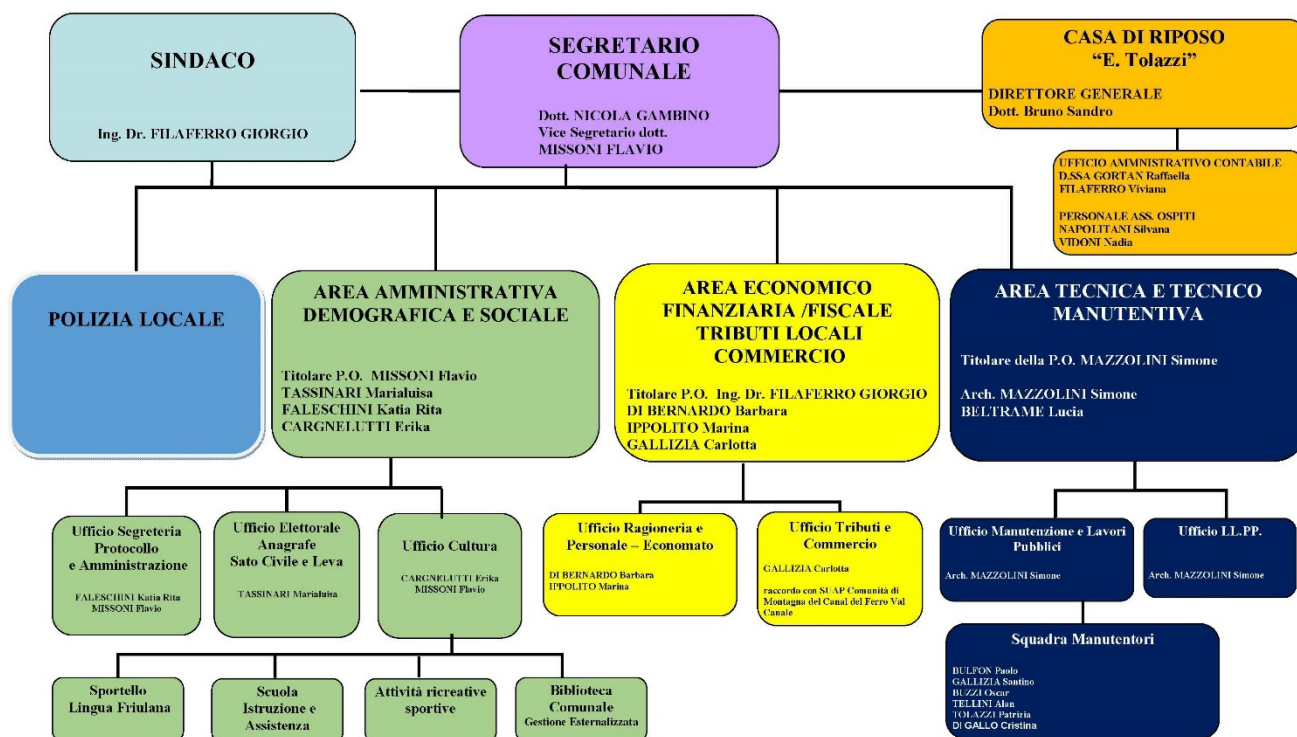 SINDACO
Ing. Dr. FILAFERRO GIORGIO
SEGRETARIO
COMUNALE
Dott. NICOLA GAMBINO
Vice Segretario dott.
MISSONI FLAVIO
CASA DI RIPOSO
“E. Tolazzi”
DIRETTORE GENERALE
Dott. Bruno Sandro
UFFICIO AMMNISTRATIVO CONTABILE
D.SSA GORTAN Raffaella
FILAFERRO Viviana
PERSONALE ASS. OSPITI
NAPOLITANI Silvana
VIDONI Nadia
POLIZIA LOCALE
AREA AMMINISTRATIVA
DEMOGRAFICA E SOCIALE
Titolare P.O. MISSONI Flavio
TASSINARI Marialuisa
FALESCHINI Katia Rita
CARGNELUTTI Erika
AREA ECONOMICO
FINANZIARIA /FISCALE
TRIBUTI LOCALI
COMMERCIO
Titolare P.O. Ing. Dr. FILAFERRO GIORGIO
DI BERNARDO Barbara
IPPOLITO Marina
GALLIZIA Carlotta
AREA TECNICA E TECNICO
MANUTENTIVA
Titolare della P.O. MAZZOLINI Simone
Arch. MAZZOLINI Simone
BELTRAME Lucia
Ufficio Segreteria
Protocollo
e Amministrazione
FALESCHINI Katia Rita
MISSONI Flavio
Ufficio Elettorale
Anagrafe
Sato Civile e Leva
TASSINARI Marialuisa
Ufficio Cultura
CARGNELUTTI Erika
MISSONI Flavio
Ufficio Ragioneria e
Personale – Economato
DI BERNARDO Barbara
IPPOLITO Marina
Ufficio Tributi e
Commercio
GALLIZIA Carlotta
raccordo con SUAP Comunità di
Montagna del Canal del Ferro Val
Canale
Ufficio Manutenzione e Lavori
Pubblici
Arch. MAZZOLINI Simone
Ufficio LL.PP.
Arch. MAZZOLINI Simone
Squadra Manutentori
BULFON Paolo
GALLIZIA Santino
BUZZI Oscar
TELLINI Alan
TOLAZZI Patrizia
DI GALLO Cristina
Sportello
Lingua Friulana
Scuola
Istruzione e
Assistenza
Attività ricreative
sportive
Biblioteca
Comunale
Gestione Esternalizzata